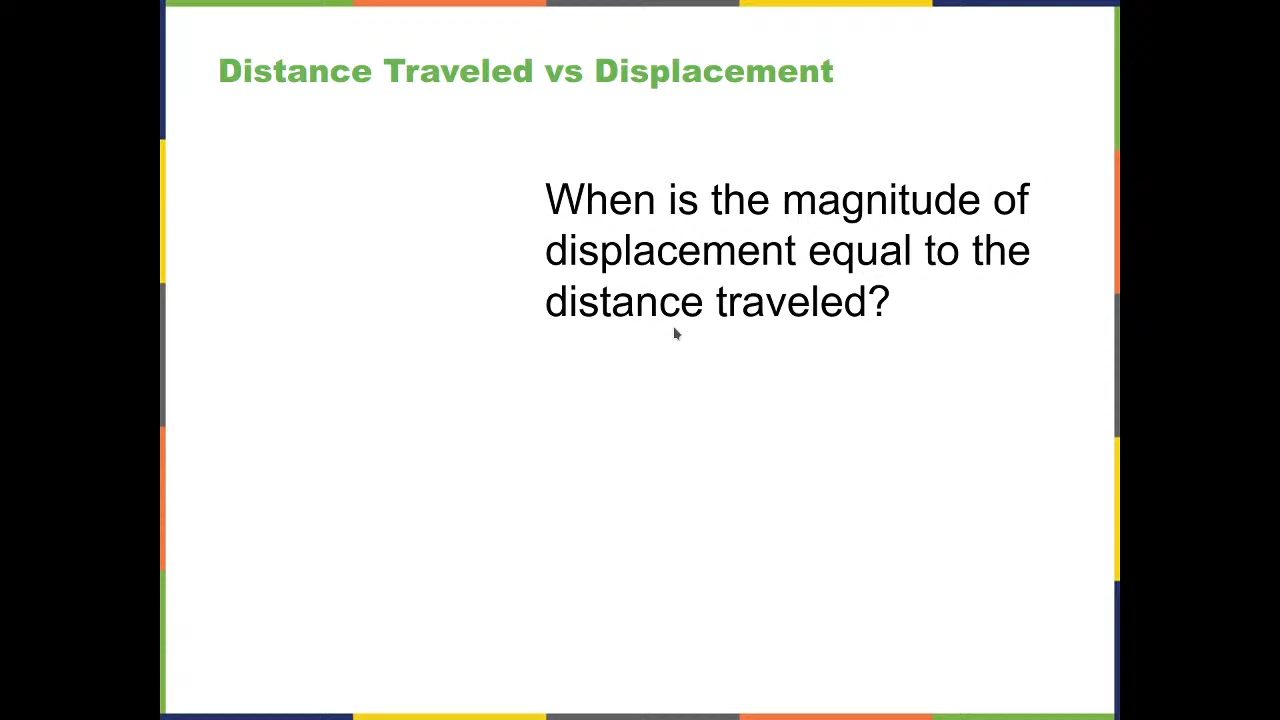 Distance Traveled vs Displacement
When is the magnitude of
displacement equal to the
distance traveled?